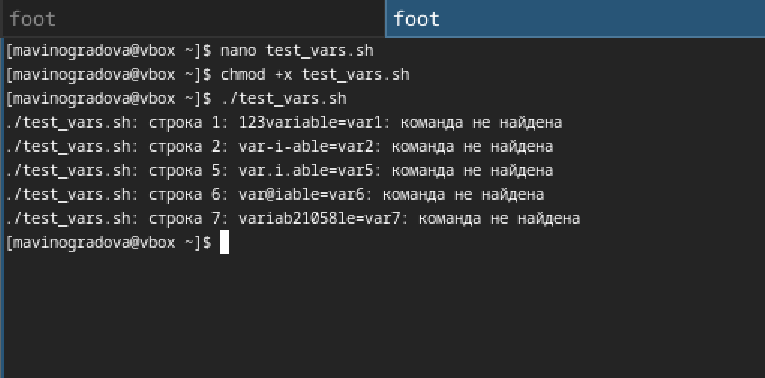 foot
foot
[mavinogradova@vbox ~]$ nano test_vars.sh
[mavinogradova@vbox ~]$ chmod +x test_vars.sh
[mavinogradova@vbox ~]$ ./test_vars.sh
./test_vars.sh: строка 1: 123variable=var1: команда не найдена
./test_vars.sh: строка 2: var-i-able=var2: команда не найдена
./test_vars.sh: строка 5: var.i.able=var5: команда не найдена
./test_vars.sh: строка 6: var@iable=var6: команда не найдена
./test_vars.sh: строка 7: variab21058le=var7: команда не найдена
[mavinogradova@vbox ~]$